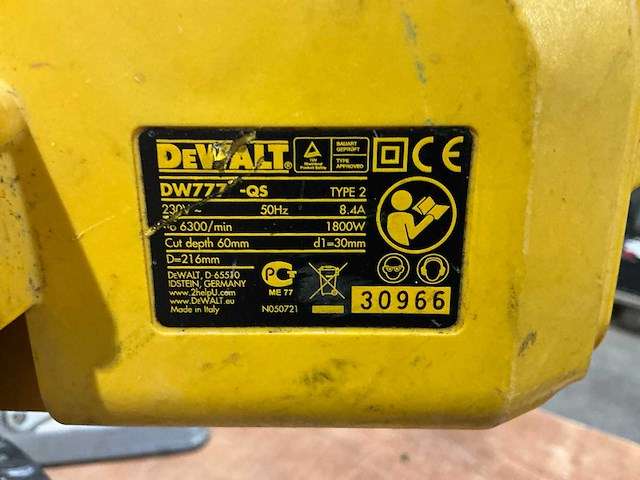 DEWALT®
TÜV Rheinland Product Safety
BAUART GEPRÜFT
TYPE APPROVED
CE
-QS TYPE 2
230V ~ 50Hz 8.4A
6300/min 1800W
Cut depth 60mm d1=30mm
D=216mm
DEWALT, D-65510
IDSTEIN, GERMANY
www.2helpU.com
www.DEWALT.eu
Made in Italy
PC
ME 77
N050721
30966